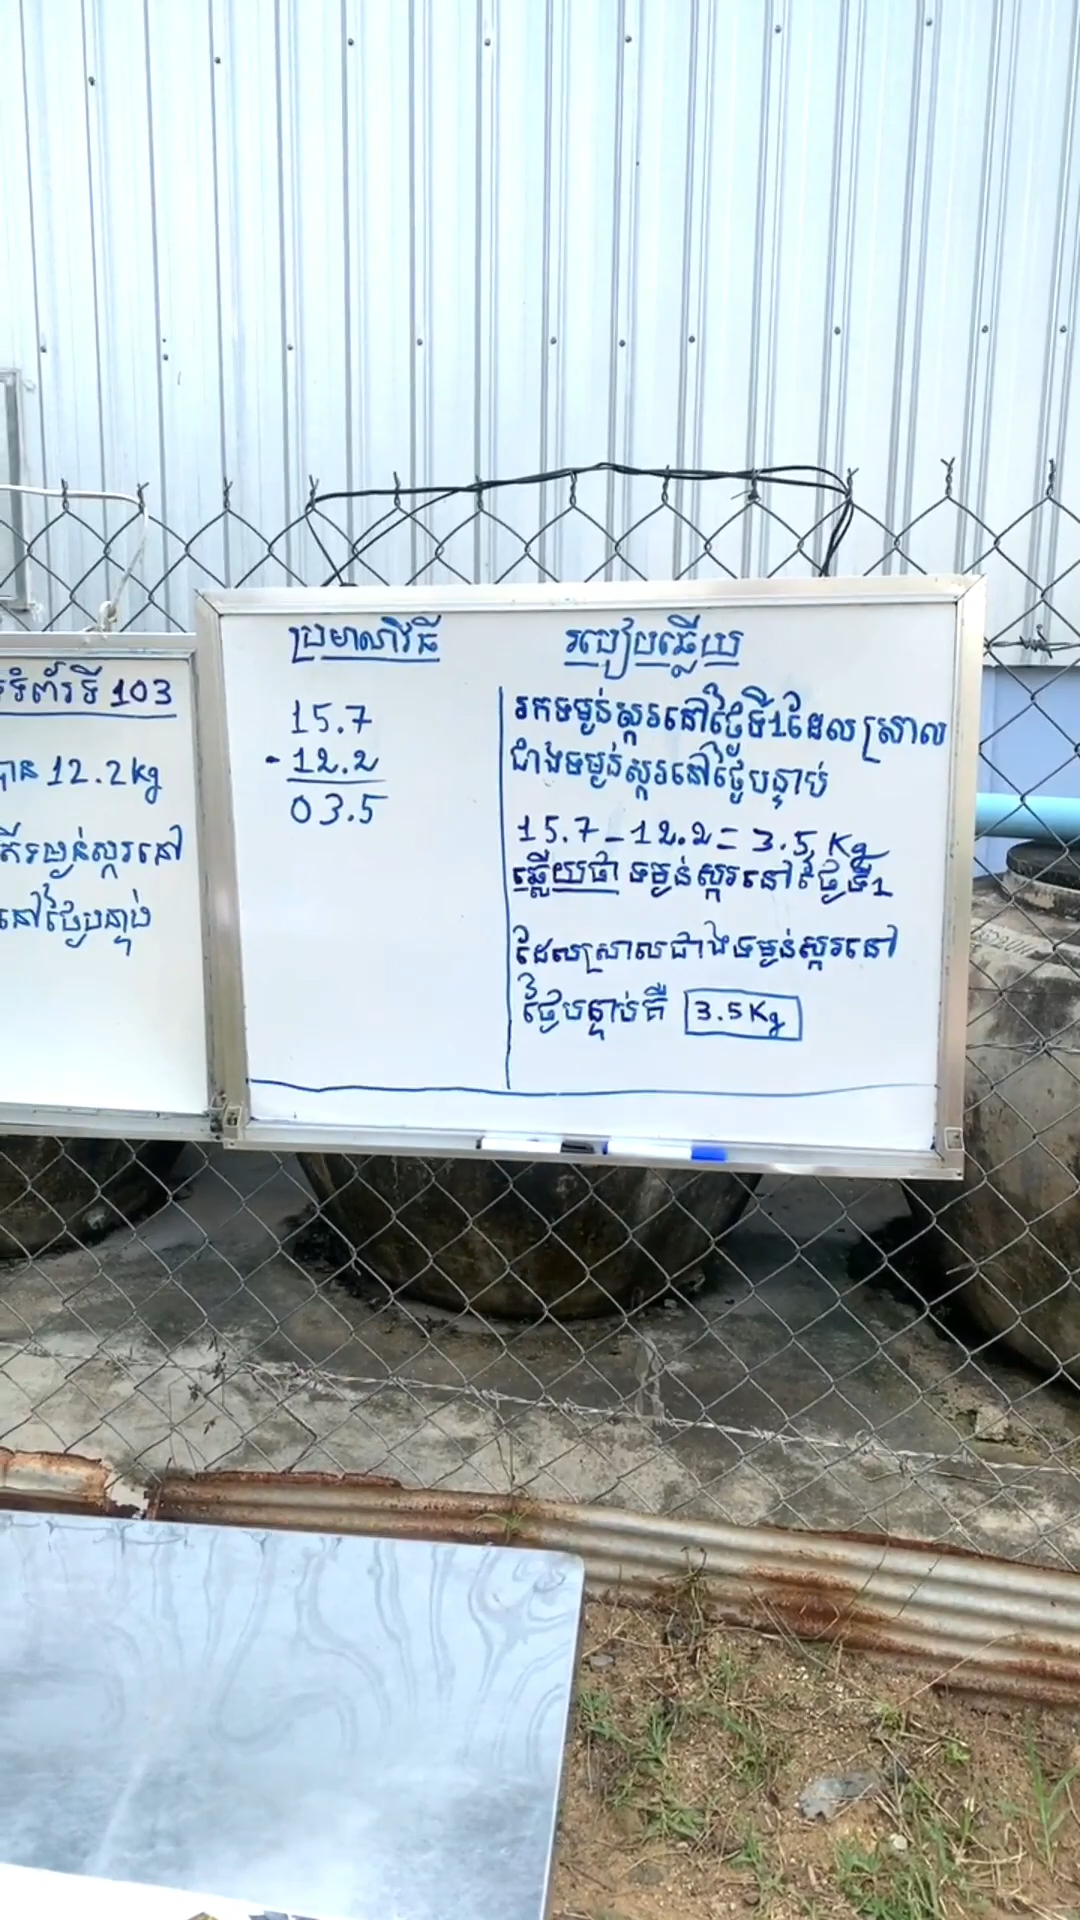 ទំព័រទី 103
បាន 12.2kg
ទម្ងន់ស្ករនៅ
នៅថ្ងៃបន្ទាប់
ប្រមាណវិធី
15.7
- 12.2
03.5
របៀបឆ្លើយ
រកទម្ងន់ស្ករនៅថ្ងៃទី1ដែលស្រាល
ជាងទម្ងន់ស្ករនៅថ្ងៃបន្ទាប់
15.7 - 12.2 = 3.5 Kg
ឆ្លើយថា ទម្ងន់ស្ករនៅថ្ងៃទី1
ដែលស្រាលជាងទម្ងន់ស្ករនៅ
ថ្ងៃបន្ទាប់គឺ 3.5Kg